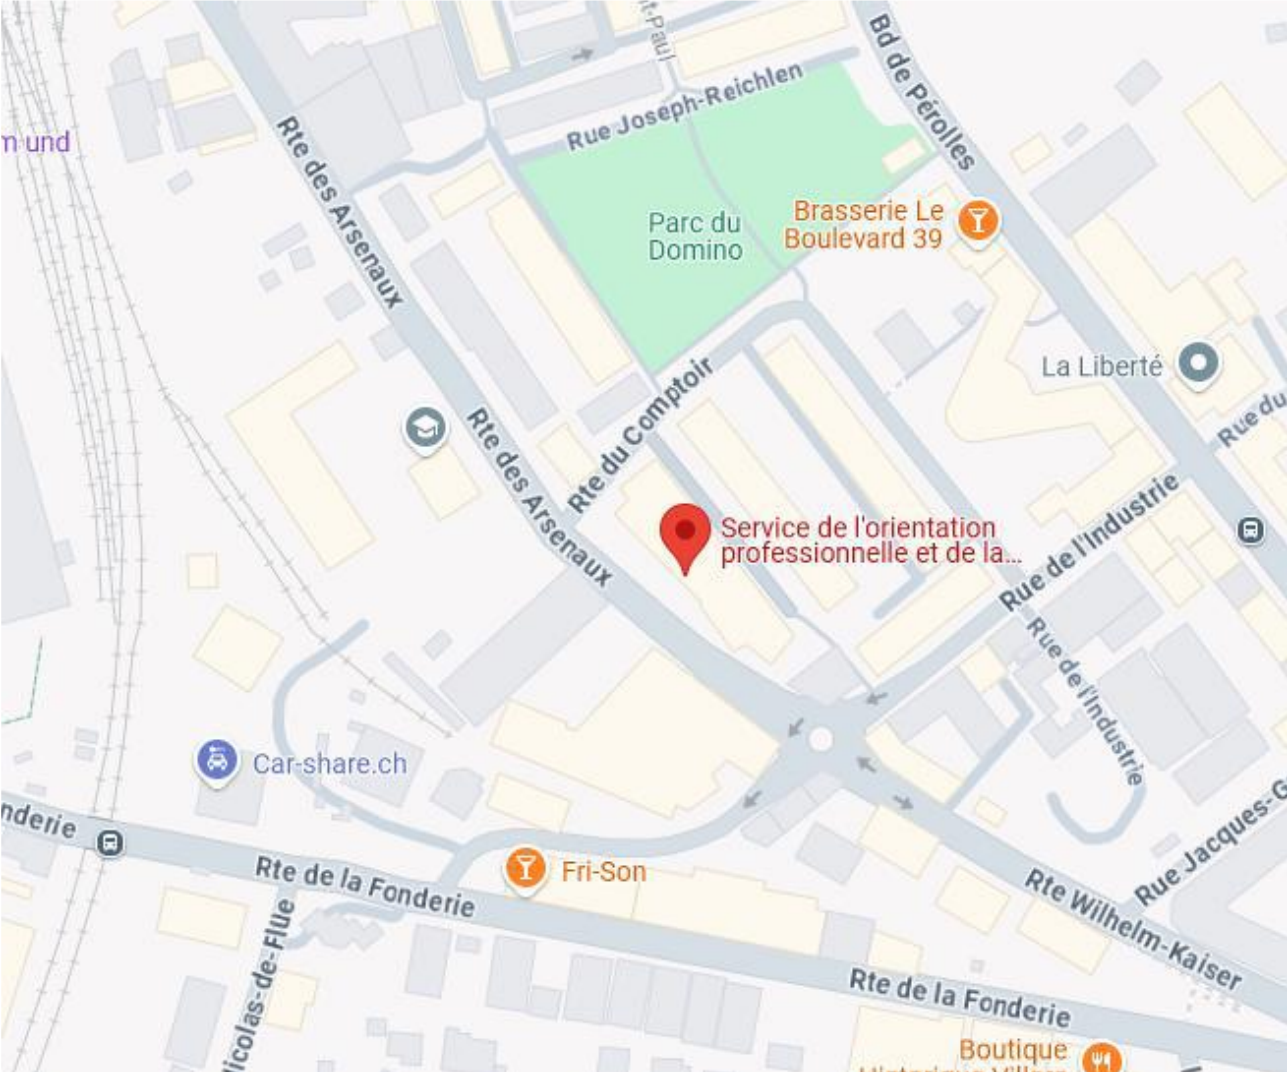 Bd de Pérolles
Rue Joseph-Reichlen
Rte des Arsenaux
Parc du
Domino
Brasserie Le
Boulevard 39
La Liberté
Rte du Comptoir
Rue du
Rte des Arsenaux
Service de l'orientation
professionnelle et de la...
Rue de l'Industrie
Rue de l'Industrie
Car-share.ch
Rte de la Fonderie
Fri-Son
Rte Wilhelm-Kaiser
Rte de la Fonderie
Boutique